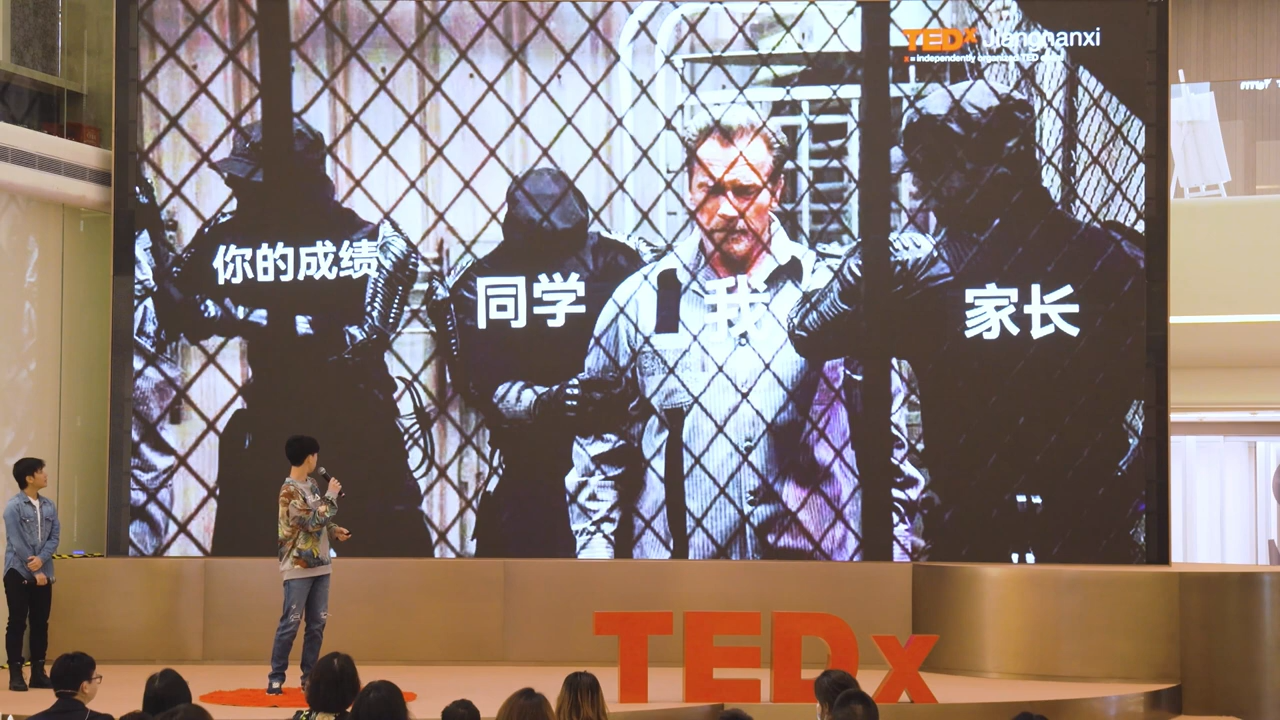 TEDx Jiangnanxi
x = independently organized TED event
你的成绩
同学
我
家长
TEDx